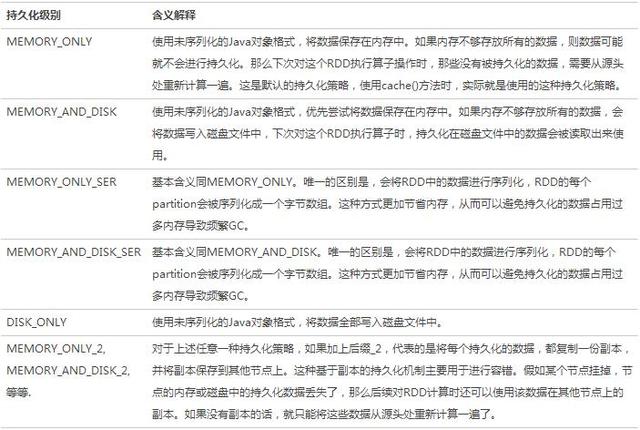 持久化级别 含义解释
MEMORY_ONLY 使用未序列化的Java对象格式，将数据保存在内存中。如果内存不够存放所有的数据，则数据可能
就不会进行持久化。那么下次对这个RDD执行算子操作时，那些没有被持久化的数据，需要从源头
处重新计算一遍。这是默认的持久化策略，使用cache()方法时，实际就是使用的这种持久化策略。
MEMORY_AND_DISK 使用未序列化的Java对象格式，优先尝试将数据保存在内存中。如果内存不够存放所有的数据，会
将数据写入磁盘文件中，下次对这个RDD执行算子时，持久化在磁盘文件中的数据会被读取出来使
用。
MEMORY_ONLY_SER 基本含义同MEMORY_ONLY。唯一的区别是，会将RDD中的数据进行序列化，RDD的每个
partition会被序列化成一个字节数组。这种方式更加节省内存，从而可以避免持久化的数据占用过
多内存导致频繁GC。
MEMORY_AND_DISK_SER 基本含义同MEMORY_AND_DISK。唯一的区别是，会将RDD中的数据进行序列化，RDD的每个
partition会被序列化成一个字节数组。这种方式更加节省内存，从而可以避免持久化的数据占用过
多内存导致频繁GC。
DISK_ONLY 使用未序列化的Java对象格式，将数据全部写入磁盘文件中。
MEMORY_ONLY_2, 对于上述任意一种持久化策略，如果加上后缀_2，代表的是将每个持久化的数据，都复制一份副本，
MEMORY_AND_DISK_2, 并将副本保存到其他节点上。这种基于副本的持久化机制主要用于进行容错。假如某个节点挂掉，节
等等. 点的内存或磁盘中的持久化数据丢失了，那么后续对RDD计算时还可以使用该数据在其他节点上的
副本。如果没有副本的话，就只能将这些数据从源头处重新计算一遍了。